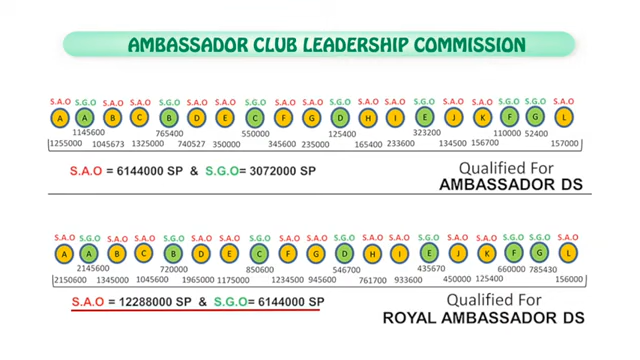 AMBASSADOR CLUB LEADERSHIP COMMISSION
S.A.O S.G.O S.A.O S.A.O S.G.O S.A.O S.A.O S.G.O S.A.O S.A.O S.G.O S.A.O S.A.O S.G.O S.A.O S.A.O S.G.O S.G.O S.A.O
A A B C B D E C F G D H I E J K F G L
1145600 765400 550000 125400 323200 110000 52400
1255000 1045673 1325000 740527 350000 345600 235000 165400 233600 134500 156700 157000
S.A.O = 6144000 SP & S.G.O= 3072000 SP
Qualified For
AMBASSADOR DS
S.A.O S.G.O S.A.O S.A.O S.G.O S.A.O S.A.O S.G.O S.A.O S.A.O S.G.O S.A.O S.A.O S.G.O S.A.O S.A.O S.G.O S.G.O S.A.O
A A B C B D E C F G D H I E J K F G L
2145600 720000 850600 546700 435670 660000 785430
2150600 1345000 1045600 1965000 1175000 1234500 945600 761700 933600 450000 125400 156000
S.A.O = 12288000 SP & S.G.O= 6144000 SP
Qualified For
ROYAL AMBASSADOR DS